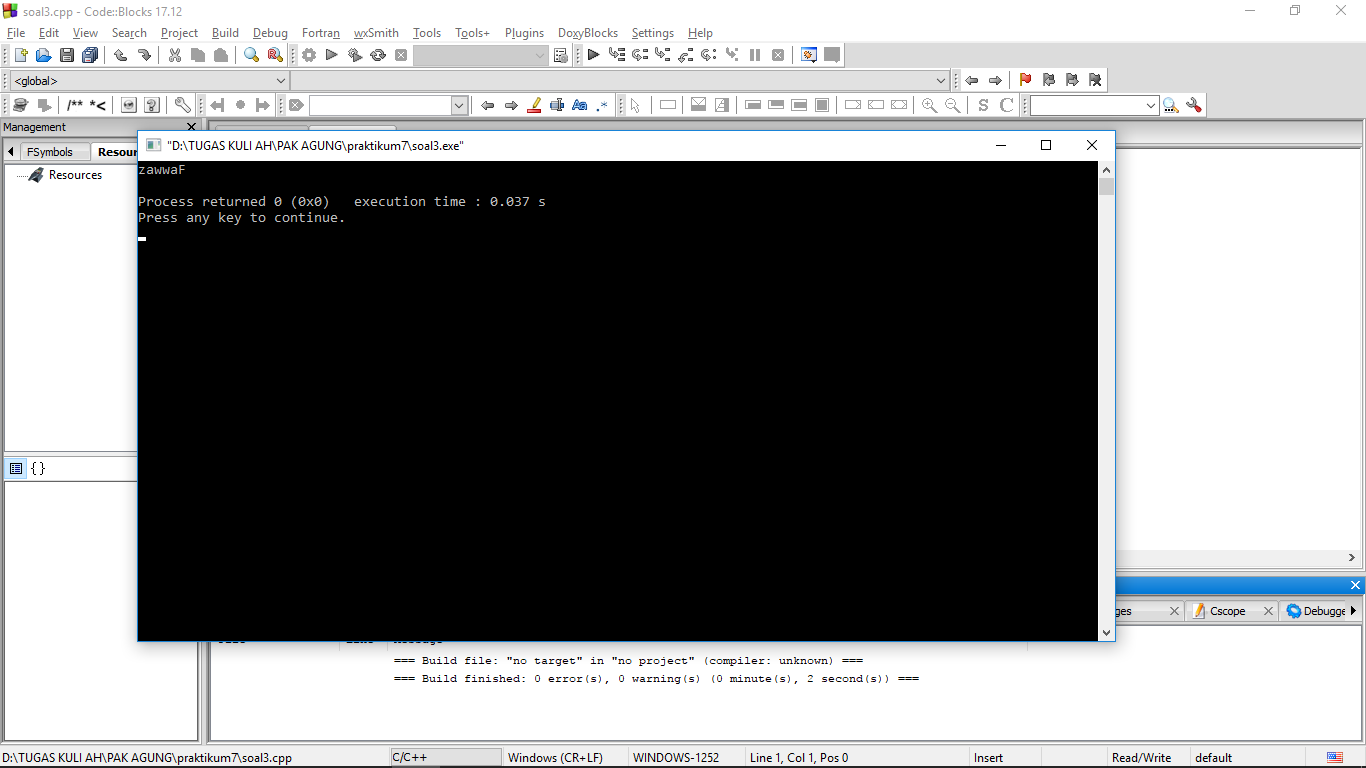 soal3.cpp - Code::Blocks 17.12
File Edit View Search Project Build Debug Fortran wxSmith Tools Tools+ Plugins DoxyBlocks Settings Help
<global>
/** *<
Aa .*
S C
Management
FSymbols Resour
"D:\TUGAS KULI AH\PAK AGUNG\praktikum7\soal3.exe"
Resources
zawwaF
Process returned 0 (0x0) execution time : 0.037 s
Press any key to continue.
{}
ges Cscope Debugge
=== Build file: "no target" in "no project" (compiler: unknown) ===
=== Build finished: 0 error(s), 0 warning(s) (0 minute(s), 2 second(s)) ===
D:\TUGAS KULI AH\PAK AGUNG\praktikum7\soal3.cpp C/C++ Windows (CR+LF) WINDOWS-1252 Line 1, Col 1, Pos 0 Insert Read/Write default